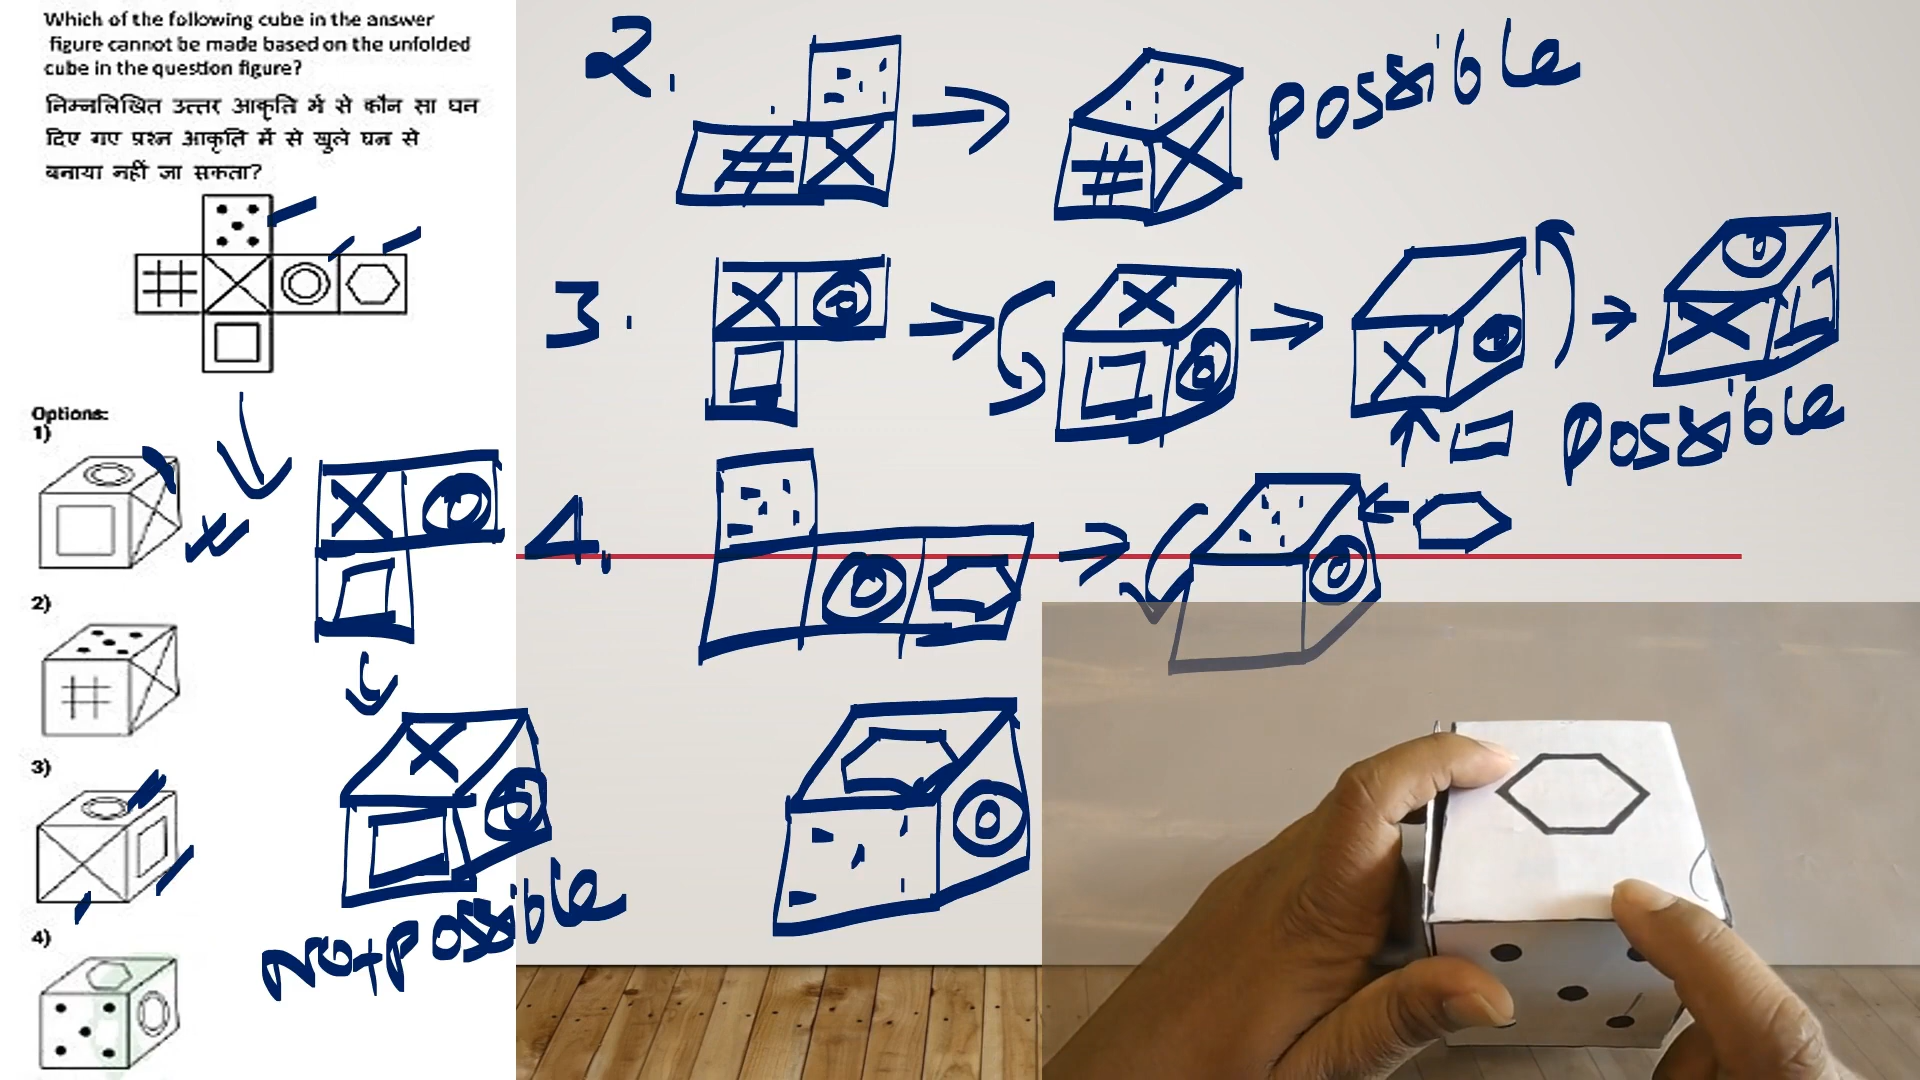 Which of the following cube in the answer
figure cannot be made based on the unfolded
cube in the question figure?
निम्नलिखित उत्तर आकृति में से कौन सा घन
दिए गए प्रश्न आकृति में से खुले घन से
बनाया नहीं जा सकता?
Options:
1)
2)
3)
4)
Not possible
2.
possible
3.
possible
4.